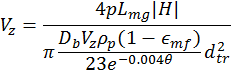 V_z = \frac{4pL_{mg}|H|}{\pi \frac{D_b V_z \rho_p (1 - \epsilon_{mf})}{23e^{-0.004\theta}} d_{tr}^2}